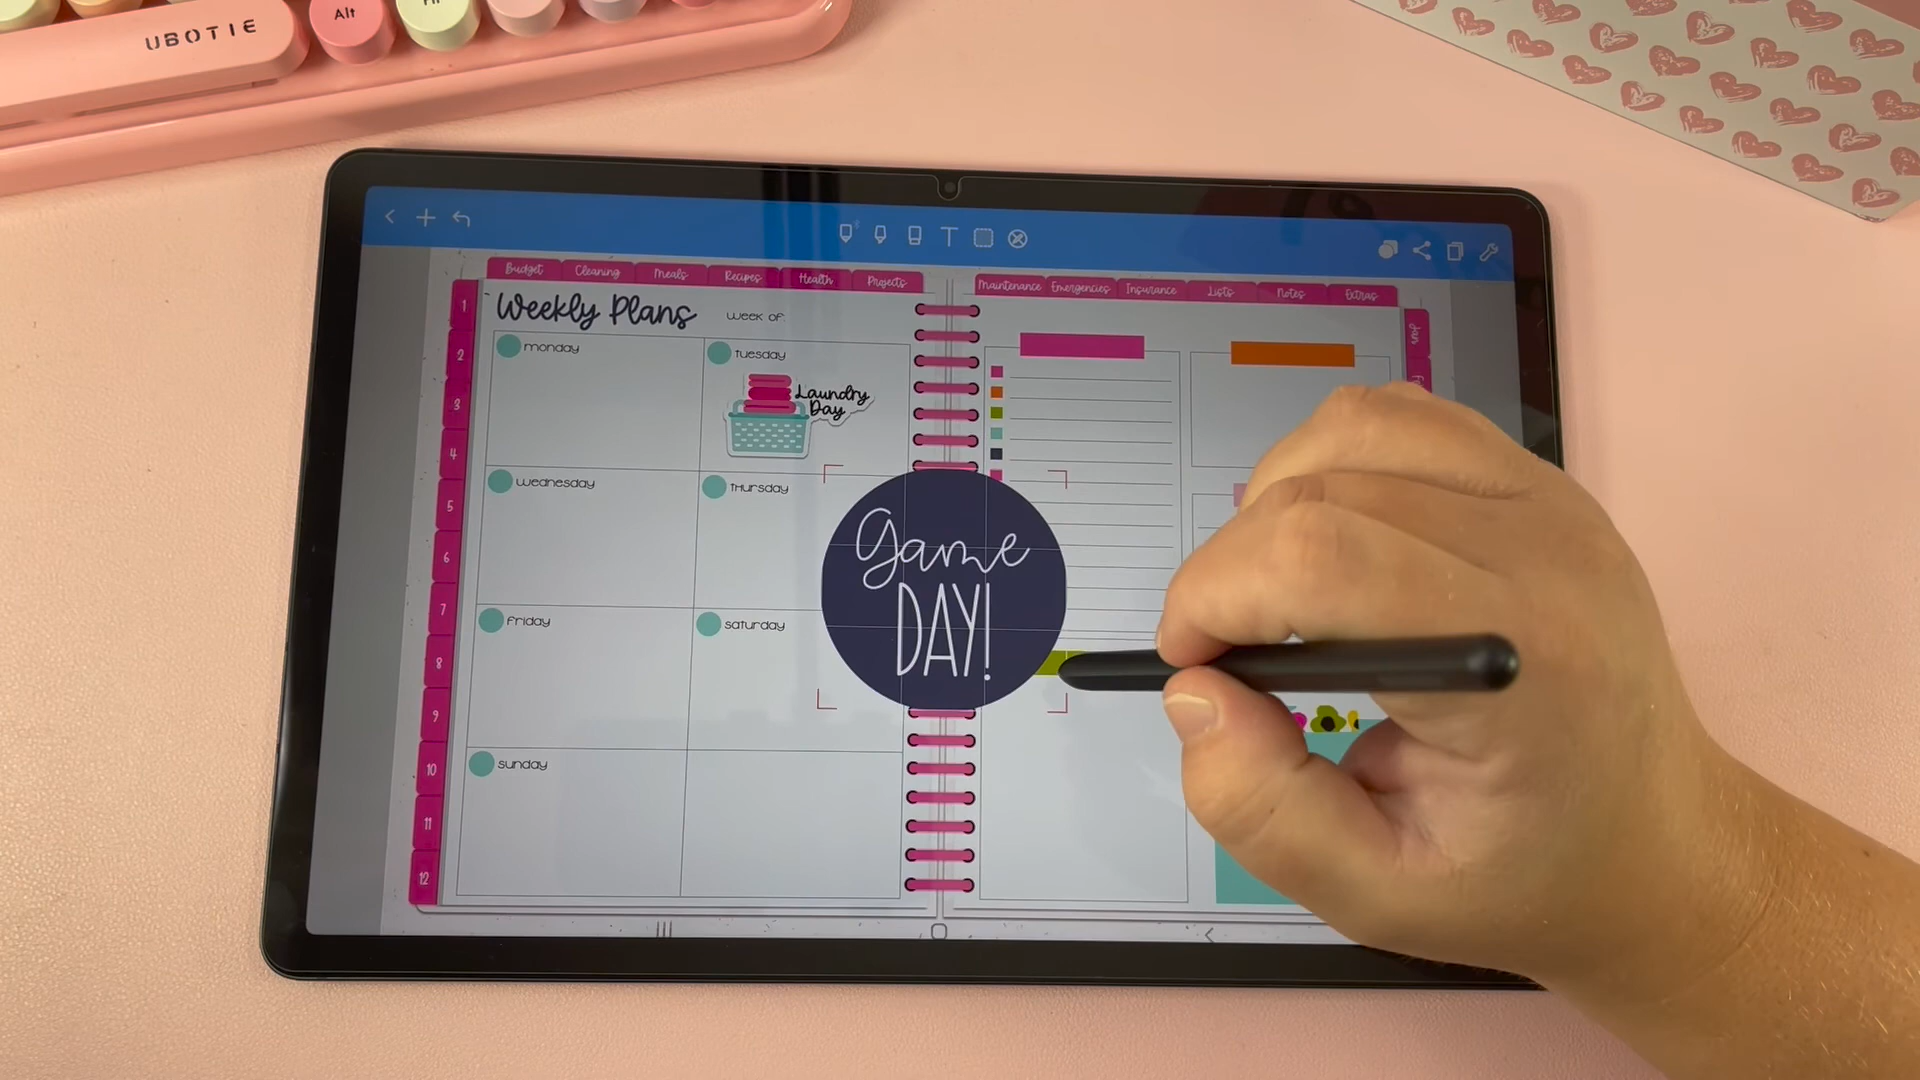 UBOTIE
Alt
Budget
Cleaning
Meals
Recipes
Health
Projects
Maintenance
Emergencies
Insurance
Lists
Notes
Extras
Weekly Plans
week of:
1
2
3
4
5
6
7
8
9
10
11
12
monday
Tuesday
Laundry
Day
wednesday
Thursday
Friday
saturday
sunday
Game
DAY!